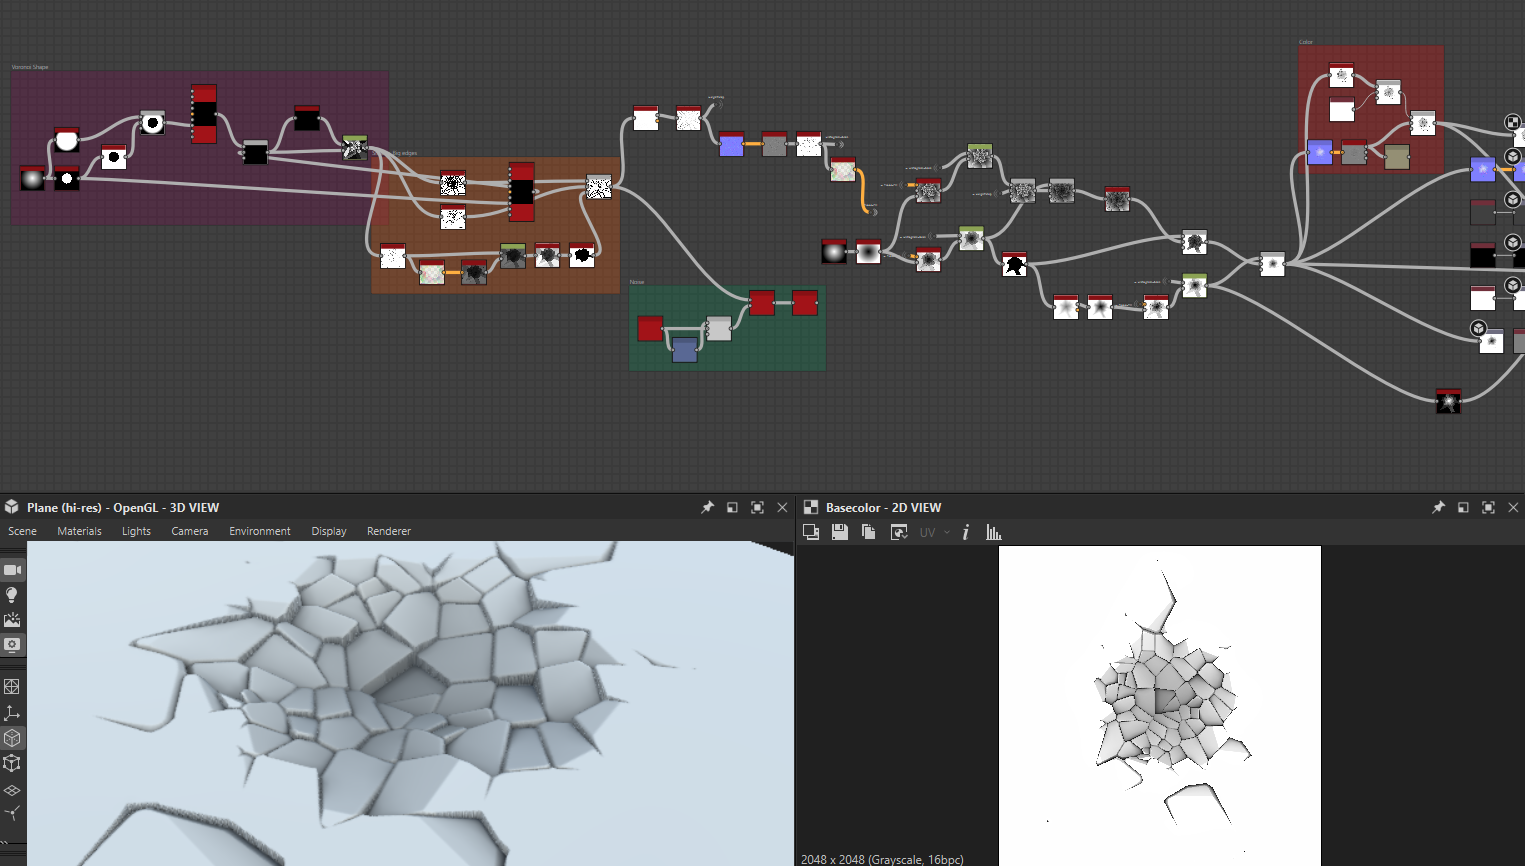 Color
Voronoi Shape
Big edges
Noise
Plane (hi-res) - OpenGL - 3D VIEW
Scene Materials Lights Camera Environment Display Renderer
Basecolor - 2D VIEW
UV
2048 x 2048 (Grayscale, 16bpc)